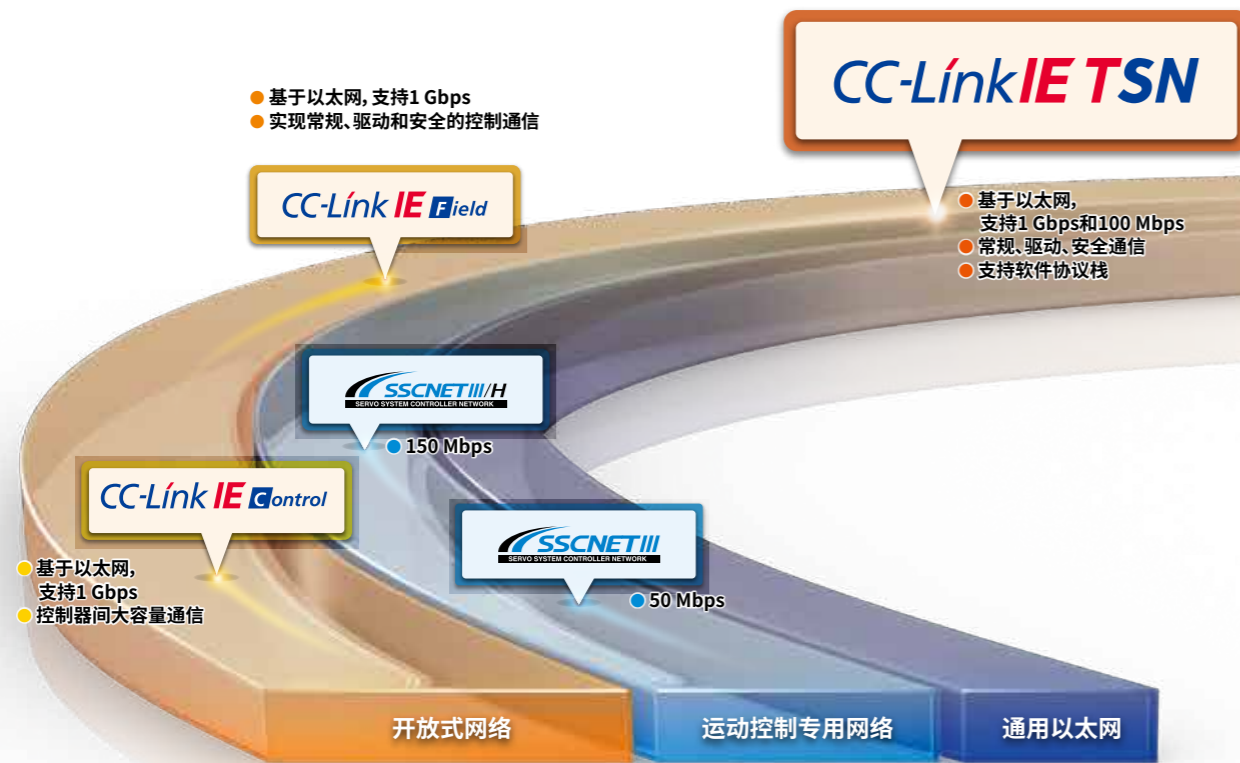 CC-Link IE TSN
基于以太网,
支持1 Gbps和100 Mbps
常规、驱动、安全通信
支持软件协议栈
基于以太网, 支持1 Gbps
实现常规、驱动和安全的控制通信
CC-Link IE Field
SSCNET III/H
SERVO SYSTEM CONTROLLER NETWORK
150 Mbps
CC-Link IE Control
基于以太网,
支持1 Gbps
控制器间大容量通信
SSCNET III
SERVO SYSTEM CONTROLLER NETWORK
50 Mbps
开放式网络
运动控制专用网络
通用以太网